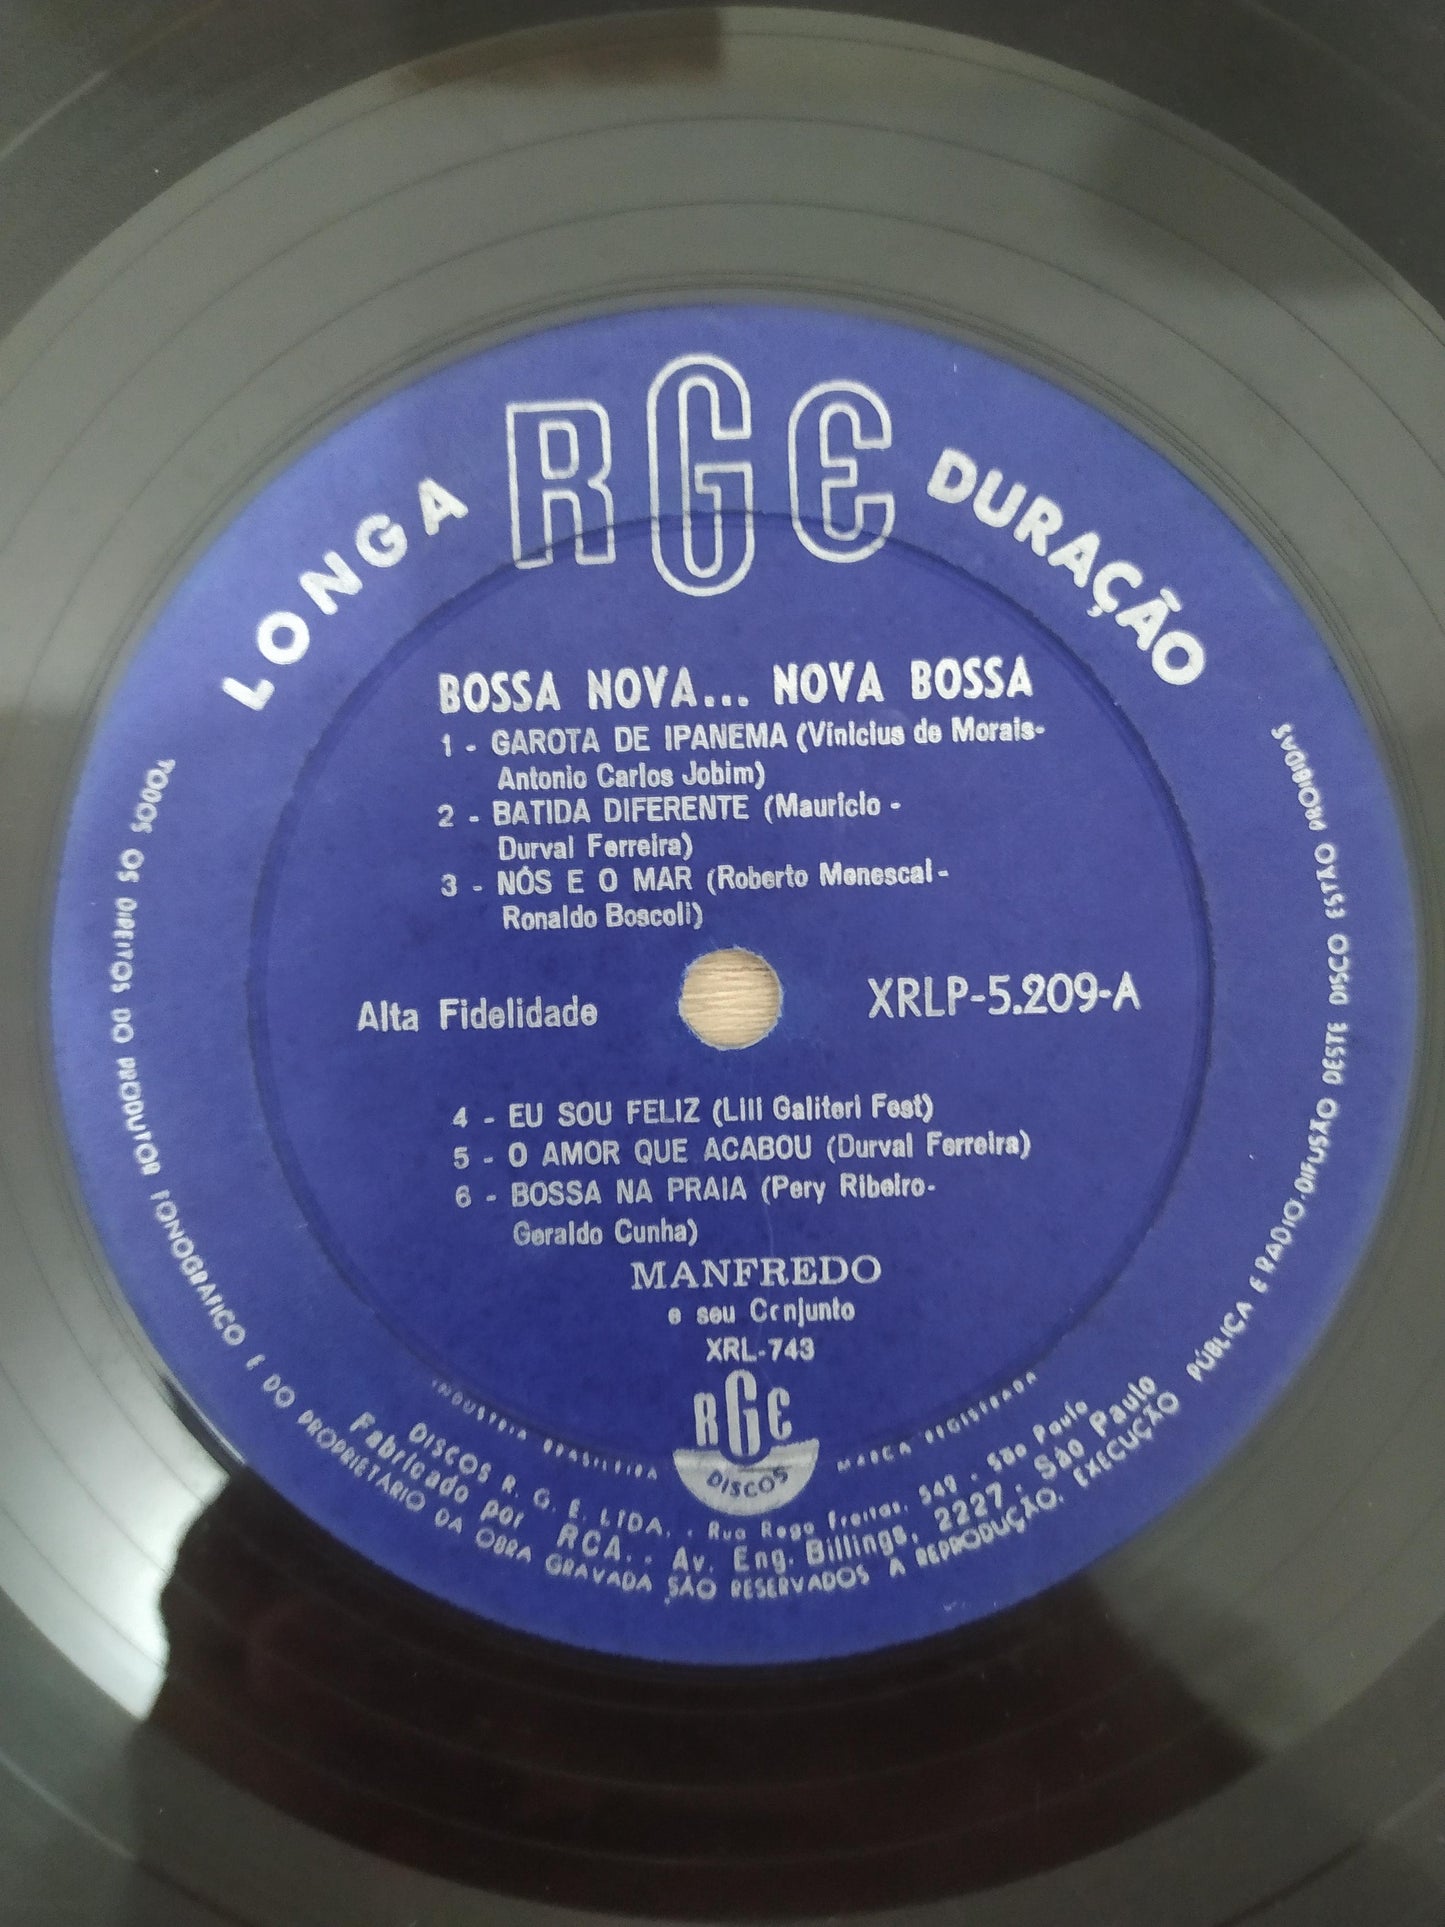 LONGA RGE DURAÇÃO
BOSSA NOVA... NOVA BOSSA
1 - GAROTA DE IPANEMA (Vinicius de Morais-
Antonio Carlos Jobim)
2 - BATIDA DIFERENTE (Mauricio -
Durval Ferreira)
3 - NÓS E O MAR (Roberto Menescal -
Ronaldo Boscoli)
Alta Fidelidade
XRLP-5.209-A
4 - EU SOU FELIZ (Lili Galiteri Fest)
5 - O AMOR QUE ACABOU (Durval Ferreira)
6 - BOSSA NA PRAIA (Pery Ribeiro-
Geraldo Cunha)
MANFREDO
e seu Conjunto
XRL-743
RGE
DISCOS
INDUSTRIA BRASILEIRA MARCA REGISTRADA
DISCOS R. G. E. LTDA. - Rua Rego Freitas, 549 - São Paulo
Fabricado por RCA. - Av. Eng. Billings, 2227 - São Paulo
TODOS OS DIREITOS DO PRODUTOR FONOGRAFICO E DO PROPRIETÁRIO DA OBRA GRAVADA SÃO RESERVADOS A REPRODUÇÃO, EXECUÇÃO PÚBLICA E RADIO-DIFUSÃO DESTE DISCO ESTÃO PROIBIDAS